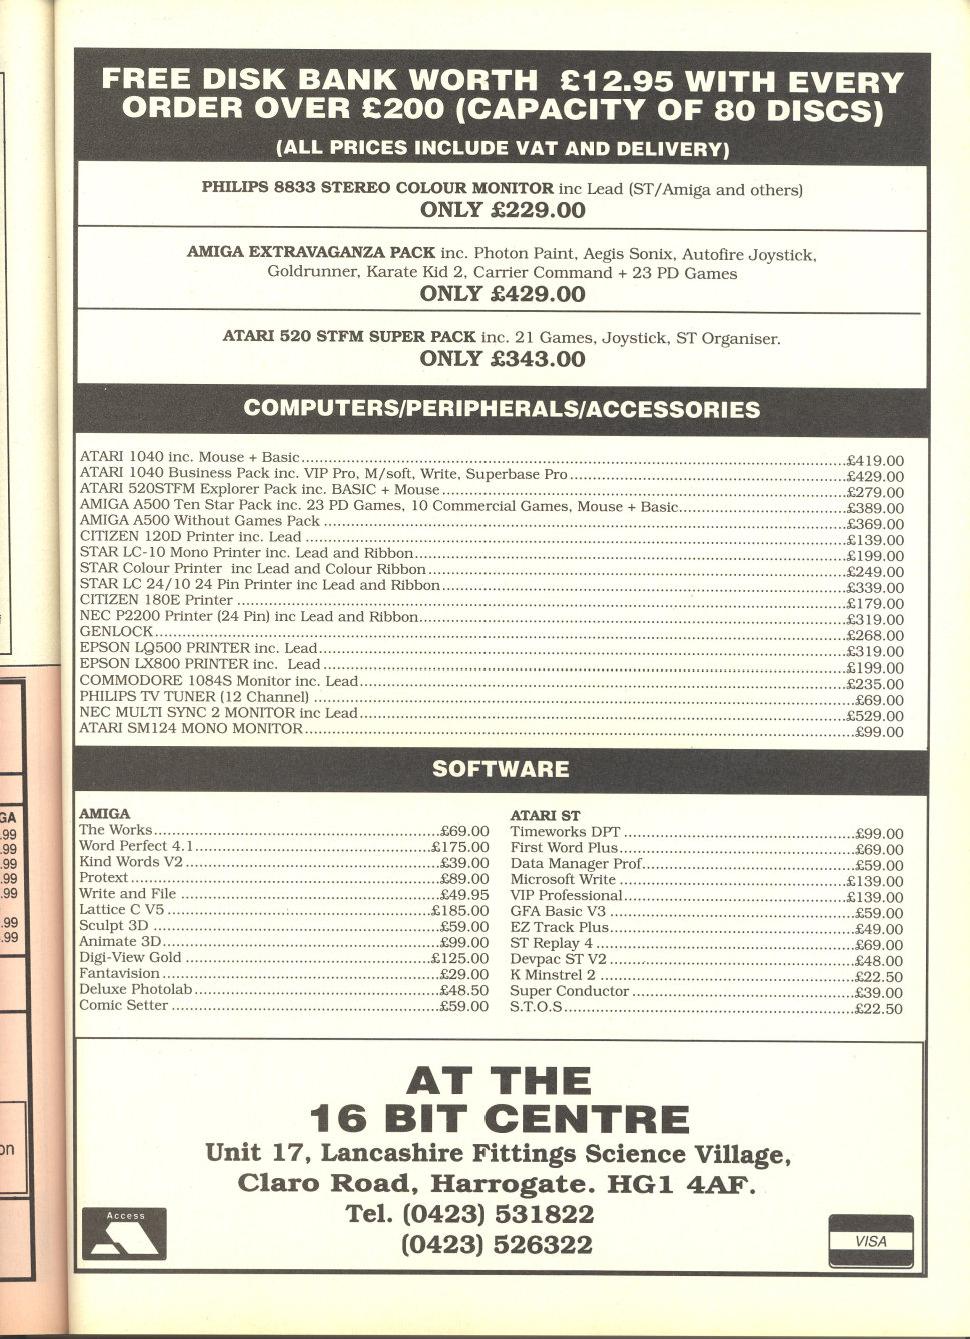 FREE DISK BANK WORTH £12.95 WITH EVERY
ORDER OVER £200 (CAPACITY OF 80 DISCS)
(ALL PRICES INCLUDE VAT AND DELIVERY)
PHILIPS 8833 STEREO COLOUR MONITOR inc Lead (ST/Amiga and others)
ONLY £229.00
AMIGA EXTRAVAGANZA PACK inc. Photon Paint, Aegis Sonix, Autofire Joystick,
Goldrunner, Karate Kid 2, Carrier Command + 23 PD Games
ONLY £429.00
ATARI 520 STFM SUPER PACK inc. 21 Games, Joystick, ST Organiser.
ONLY £343.00
COMPUTERS/PERIPHERALS/ACCESSORIES
ATARI 1040 inc. Mouse + Basic £419.00
ATARI 1040 Business Pack inc. VIP Pro, M/soft, Write, Superbase Pro £429.00
ATARI 520STFM Explorer Pack inc. BASIC + Mouse £279.00
AMIGA A500 Ten Star Pack inc. 23 PD Games, 10 Commercial Games, Mouse + Basic £389.00
AMIGA A500 Without Games Pack £369.00
CITIZEN 120D Printer inc. Lead £139.00
STAR LC-10 Mono Printer inc. Lead and Ribbon £199.00
STAR Colour Printer inc Lead and Colour Ribbon £249.00
STAR LC 24/10 24 Pin Printer inc Lead and Ribbon £339.00
CITIZEN 180E Printer £179.00
NEC P2200 Printer (24 Pin) inc Lead and Ribbon £319.00
GENLOCK £268.00
EPSON LQ500 PRINTER inc. Lead £319.00
EPSON LX800 PRINTER inc. Lead £199.00
COMMODORE 1084S Monitor inc. Lead £235.00
PHILIPS TV TUNER (12 Channel) £69.00
NEC MULTI SYNC 2 MONITOR inc Lead £529.00
ATARI SM124 MONO MONITOR £99.00
SOFTWARE
AMIGA
The Works £69.00
Word Perfect 4.1 £175.00
Kind Words V2 £39.00
Protext £89.00
Write and File £49.95
Lattice C V5 £185.00
Sculpt 3D £59.00
Animate 3D £99.00
Digi-View Gold £125.00
Fantavision £29.00
Deluxe Photolab £48.50
Comic Setter £59.00
ATARI ST
Timeworks DPT £99.00
First Word Plus £69.00
Data Manager Prof. £59.00
Microsoft Write £139.00
VIP Professional £139.00
GFA Basic V3 £59.00
EZ Track Plus £49.00
ST Replay 4 £69.00
Devpac ST V2 £48.00
K Minstrel 2 £22.50
Super Conductor £39.00
S.T.O.S £22.50
AT THE
16 BIT CENTRE
Unit 17, Lancashire Fittings Science Village,
Claro Road, Harrogate. HG1 4AF.
Tel. (0423) 531822
(0423) 526322
Access
VISA